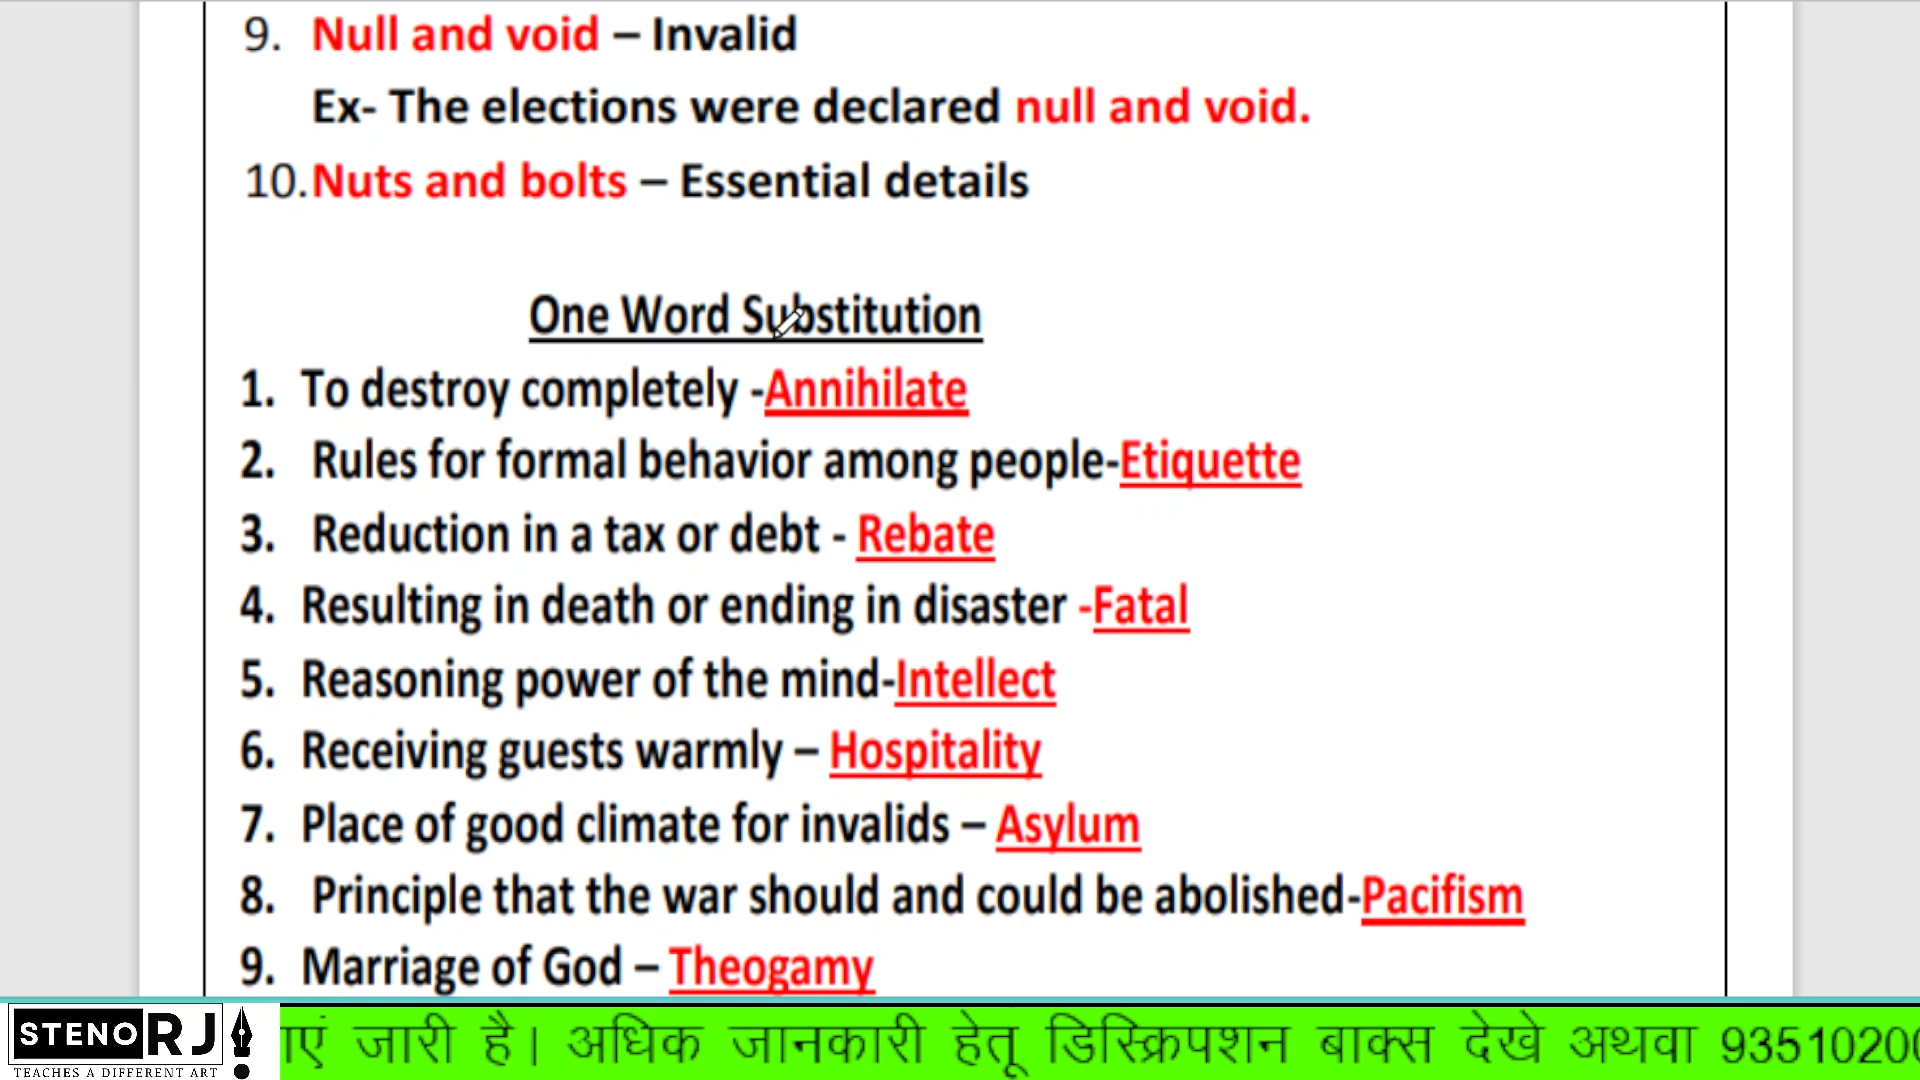 9. Null and void – Invalid
Ex- The elections were declared null and void.
10. Nuts and bolts – Essential details
One Word Substitution
1. To destroy completely -Annihilate
2. Rules for formal behavior among people-Etiquette
3. Reduction in a tax or debt - Rebate
4. Resulting in death or ending in disaster -Fatal
5. Reasoning power of the mind-Intellect
6. Receiving guests warmly – Hospitality
7. Place of good climate for invalids – Asylum
8. Principle that the war should and could be abolished-Pacifism
9. Marriage of God – Theogamy
STENO RJ
TEACHES A DIFFERENT ART
जारी है। अधिक जानकारी हेतू डिस्क्रिपशन बाक्स देखे अथवा 9351020